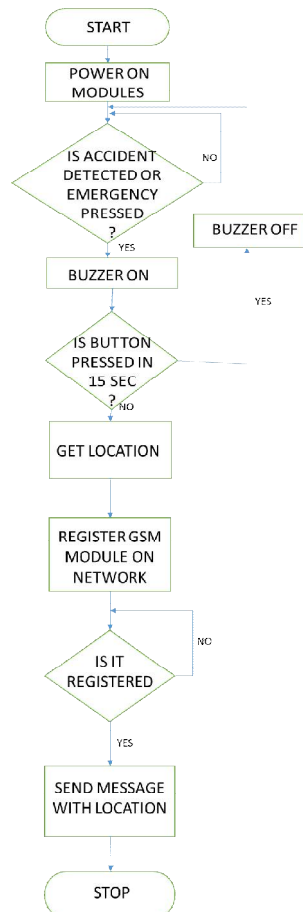 START
POWER ON
MODULES
NO
IS ACCIDENT
DETECTED OR
EMERGENCY
PRESSED
?
YES
BUZZER OFF
BUZZER ON
YES
IS BUTTON
PRESSED IN
15 SEC
?
NO
GET LOCATION
REGISTER GSM
MODULE ON
NETWORK
NO
IS IT
REGISTERED
YES
SEND MESSAGE
WITH LOCATION
STOP